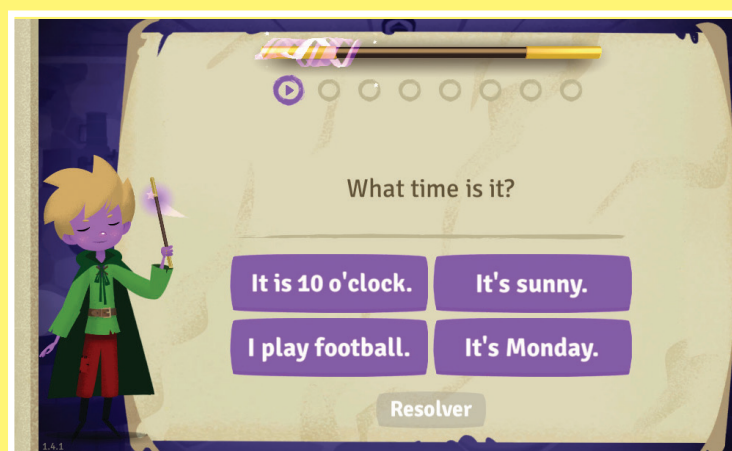 What time is it?
It is 10 o'clock.
It's sunny.
I play football.
It's Monday.
Resolver
1.4.1